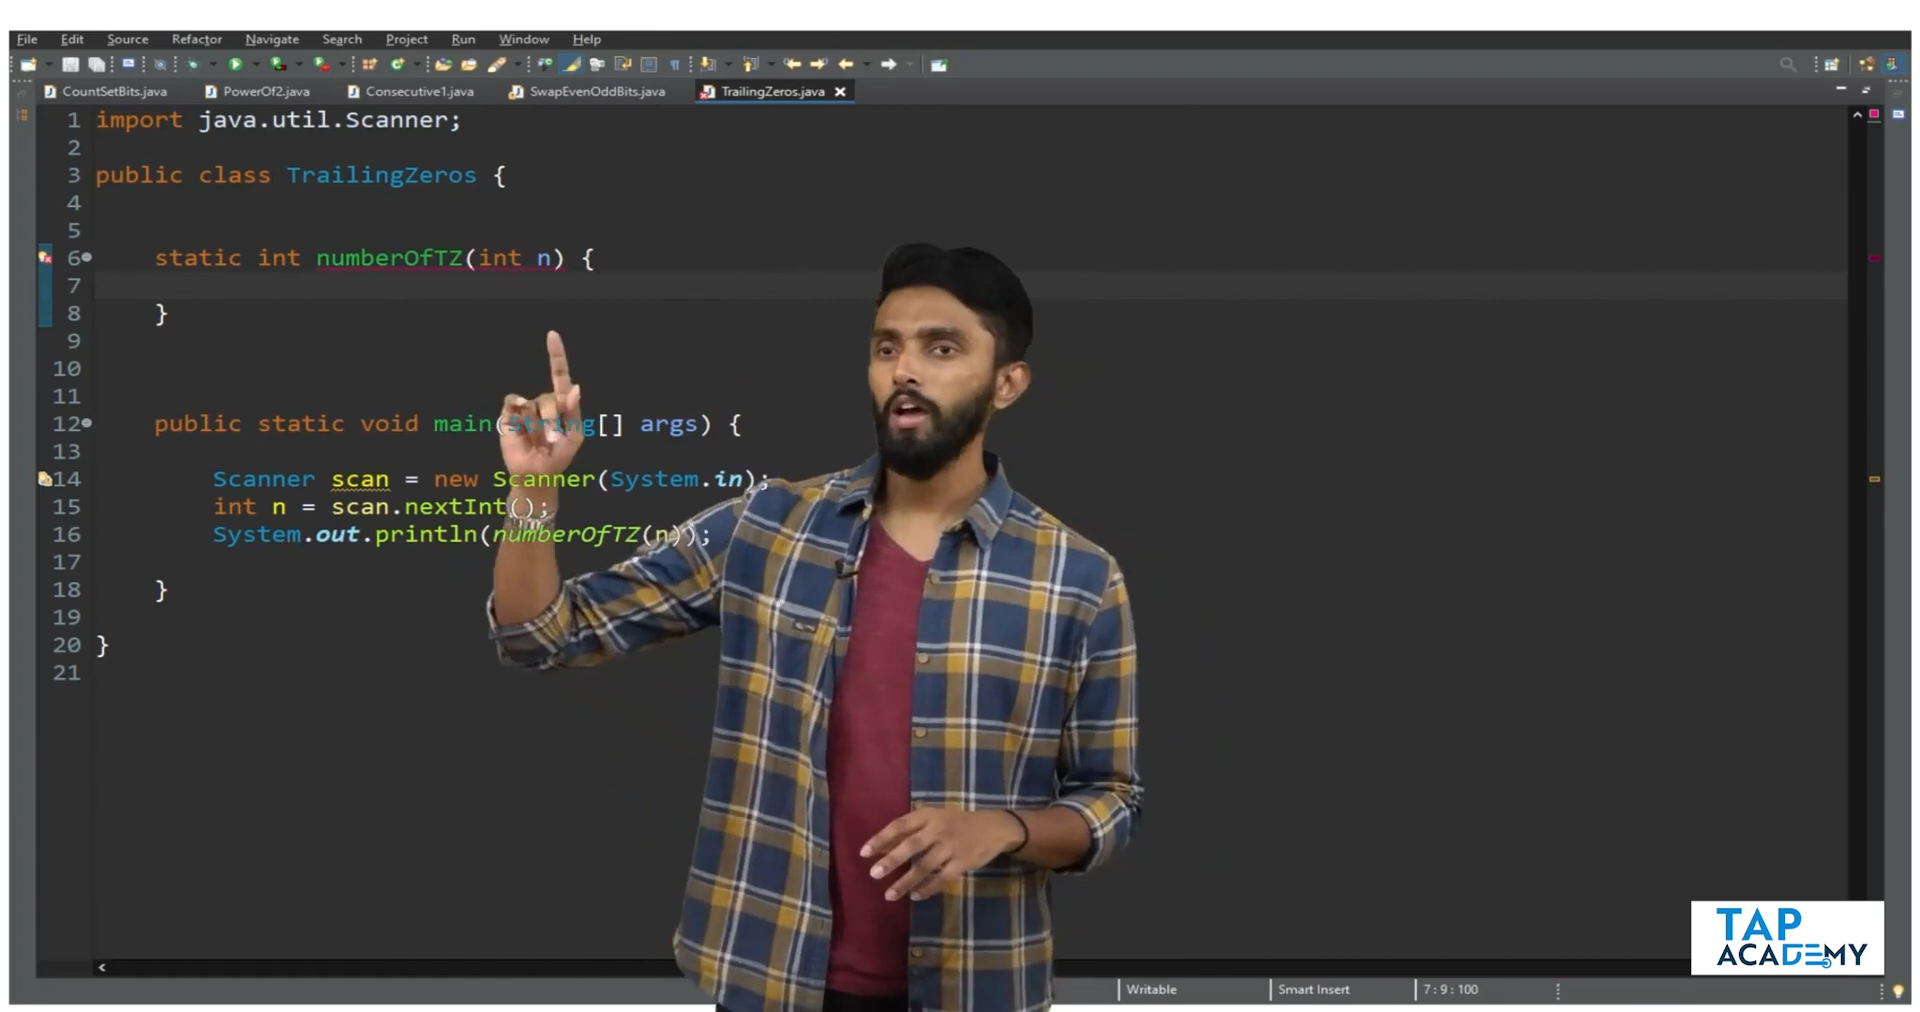 File Edit Source Refactor Navigate Search Project Run Window Help
CountSetBits.java PowerOf2.java Consecutive1.java SwapEvenOddBits.java TrailingZeros.java
1 import java.util.Scanner;
2
3 public class TrailingZeros {
4
5
6 static int numberOfTZ(int n) {
7
8 }
9
10
11
12 public static void main(String[] args) {
13
14 Scanner scan = new Scanner(System.in);
15 int n = scan.nextInt();
16 System.out.println(numberOfTZ(n));
17
18 }
19
20 }
21
TAP
ACADEMY
Writable Smart Insert 7 : 9 : 100